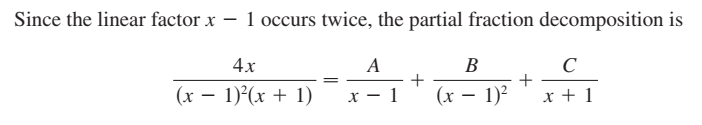 Since the linear factor x − 1 occurs twice, the partial fraction decomposition is
4x / (x − 1)²(x + 1) = A / x − 1 + B / (x − 1)² + C / x + 1